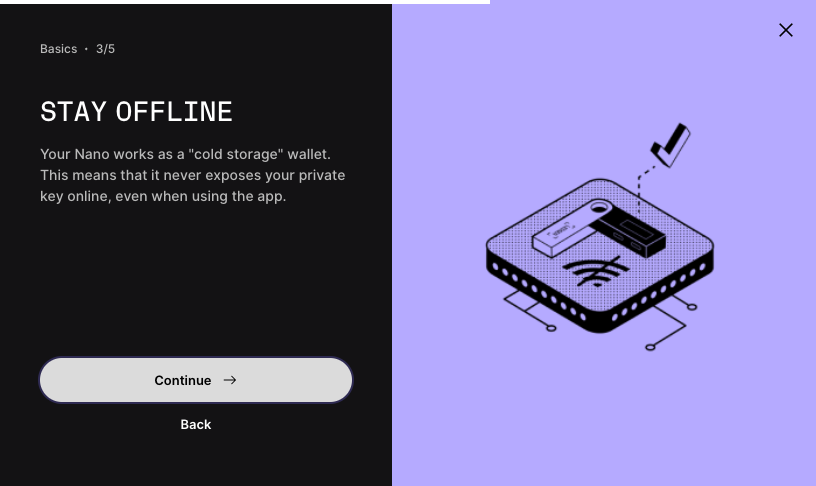 Basics • 3/5
STAY OFFLINE
Your Nano works as a "cold storage" wallet.
This means that it never exposes your private
key online, even when using the app.
Continue →
Back